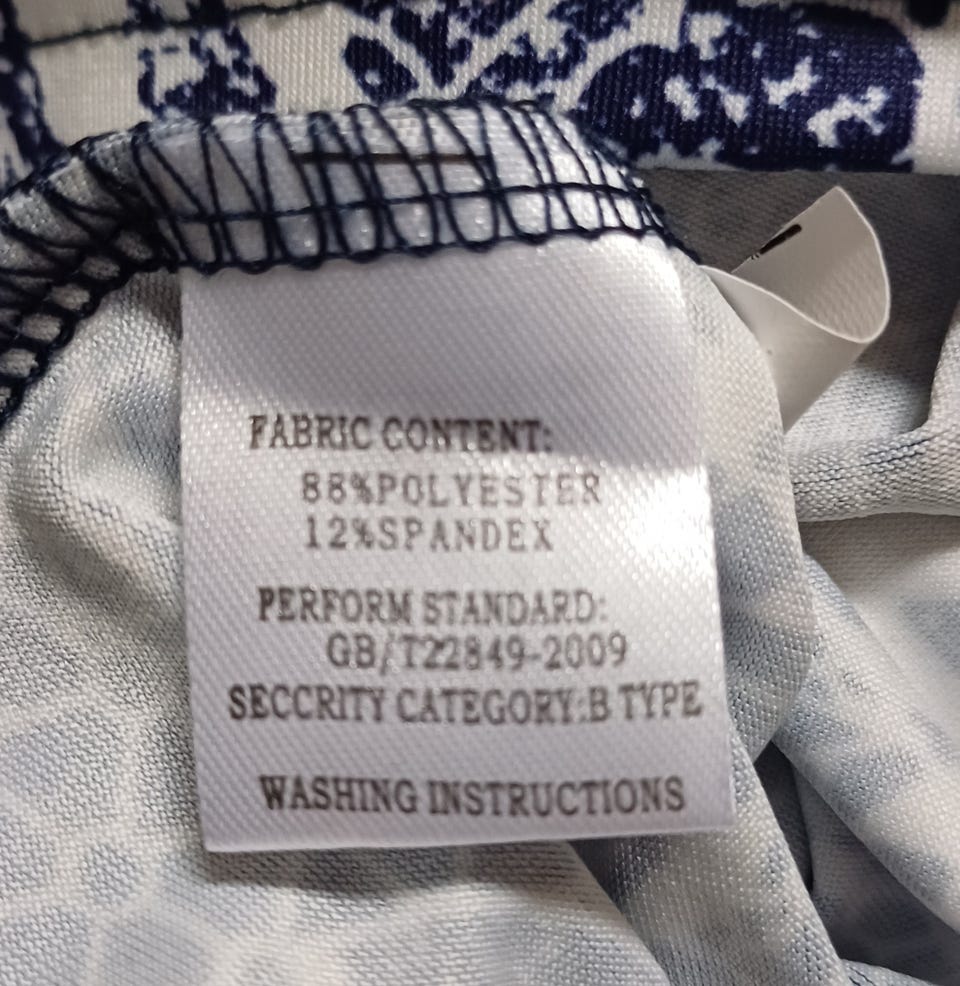 FABRIC CONTENT:
88%POLYESTER
12%SPANDEX
PERFORM STANDARD:
GB/T22849-2009
SECCRITY CATEGORY:B TYPE
WASHING INSTRUCTIONS